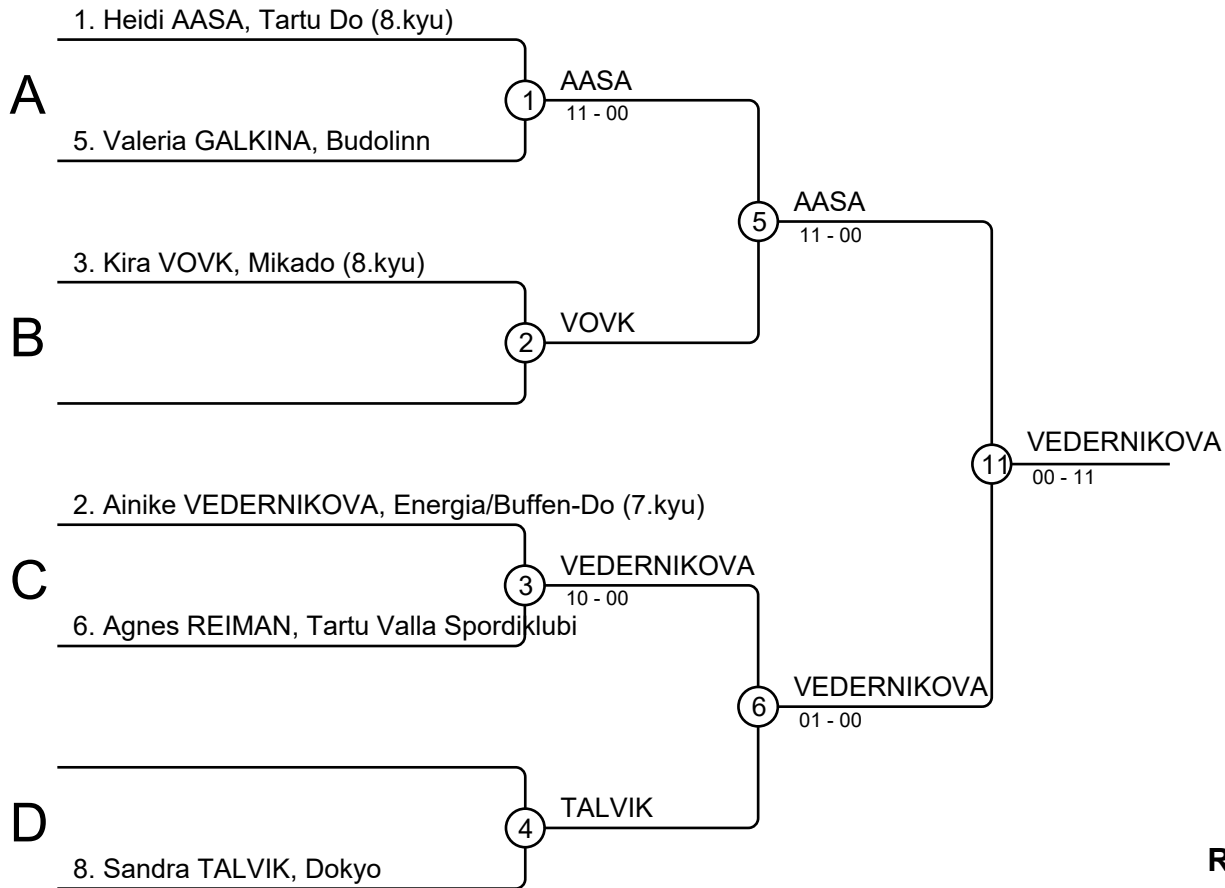 1. Heidi AASA, Tartu Do (8.kyu)
A
1
AASA
11 - 00
5. Valeria GALKINA, Budolinn
5
AASA
11 - 00
3. Kira VOVK, Mikado (8.kyu)
B
2
VOVK
11
VEDERNIKOVA
00 - 11
2. Ainike VEDERNIKOVA, Energia/Buffen-Do (7.kyu)
C
3
VEDERNIKOVA
10 - 00
6. Agnes REIMAN, Tartu Valla Spordiklubi
6
VEDERNIKOVA
01 - 00
D
4
TALVIK
8. Sandra TALVIK, Dokyo
R